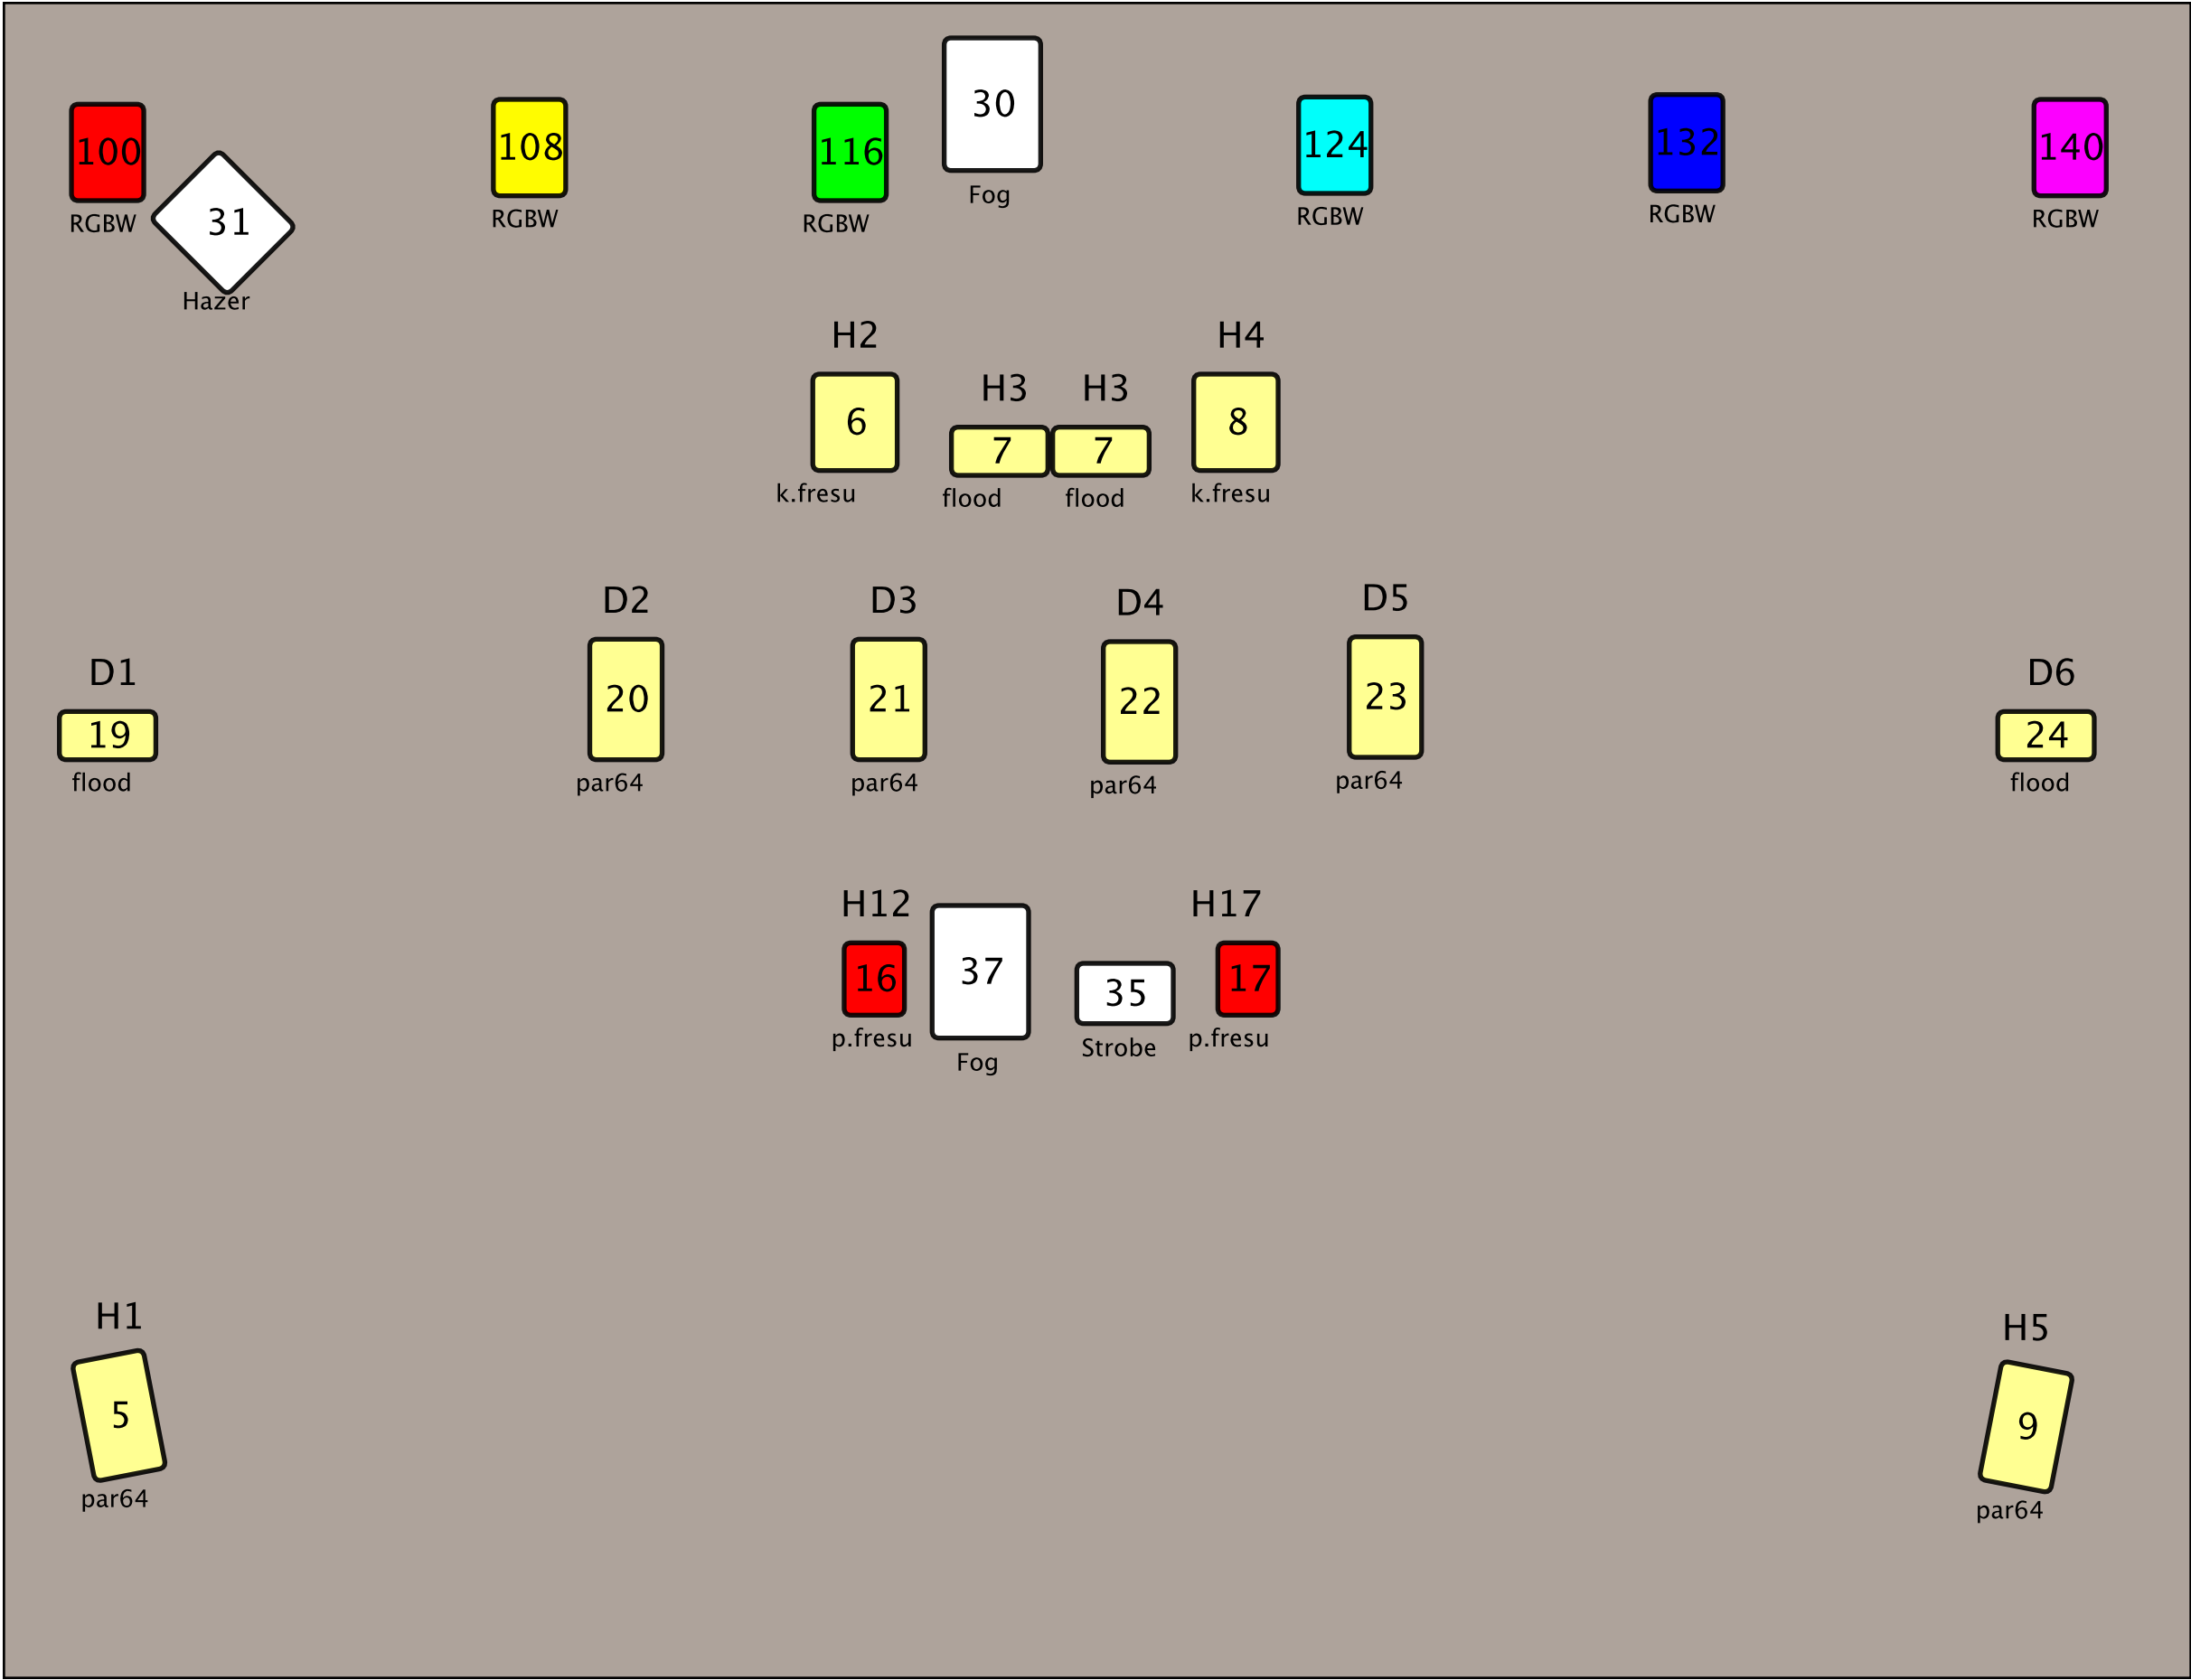 30
100
108
116
124
132
140
Fog
RGBW
31
RGBW
RGBW
RGBW
RGBW
RGBW
Hazer
H2
H3
H3
H4
6
7
7
8
k.fresu
flood
flood
k.fresu
D1
D2
D3
D4
D5
D6
19
20
21
22
23
24
flood
par64
par64
par64
par64
flood
H12
H17
16
37
35
17
p.fresu
Fog
Strobe
p.fresu
H1
H5
5
9
par64
par64